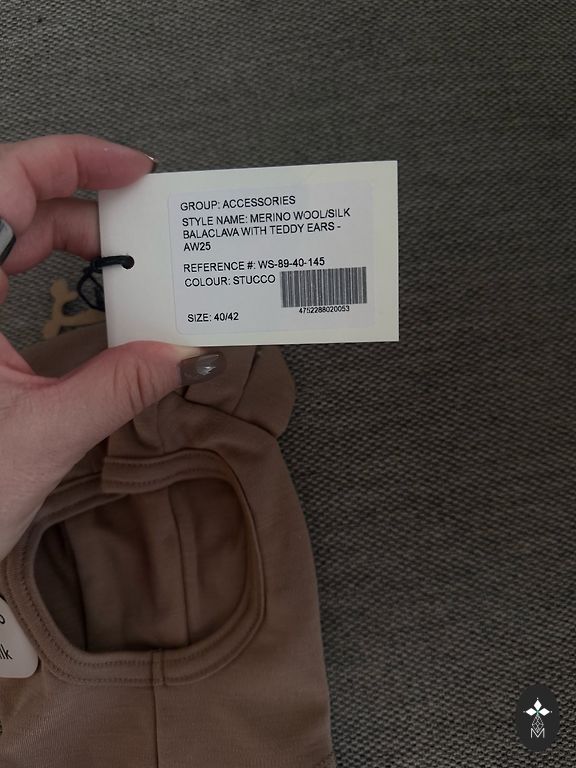 GROUP: ACCESSORIES
STYLE NAME: MERINO WOOL/SILK
BALACLAVA WITH TEDDY EARS -
AW25
REFERENCE #: WS-89-40-145
COLOUR: STUCCO
4752288020053
SIZE: 40/42
M